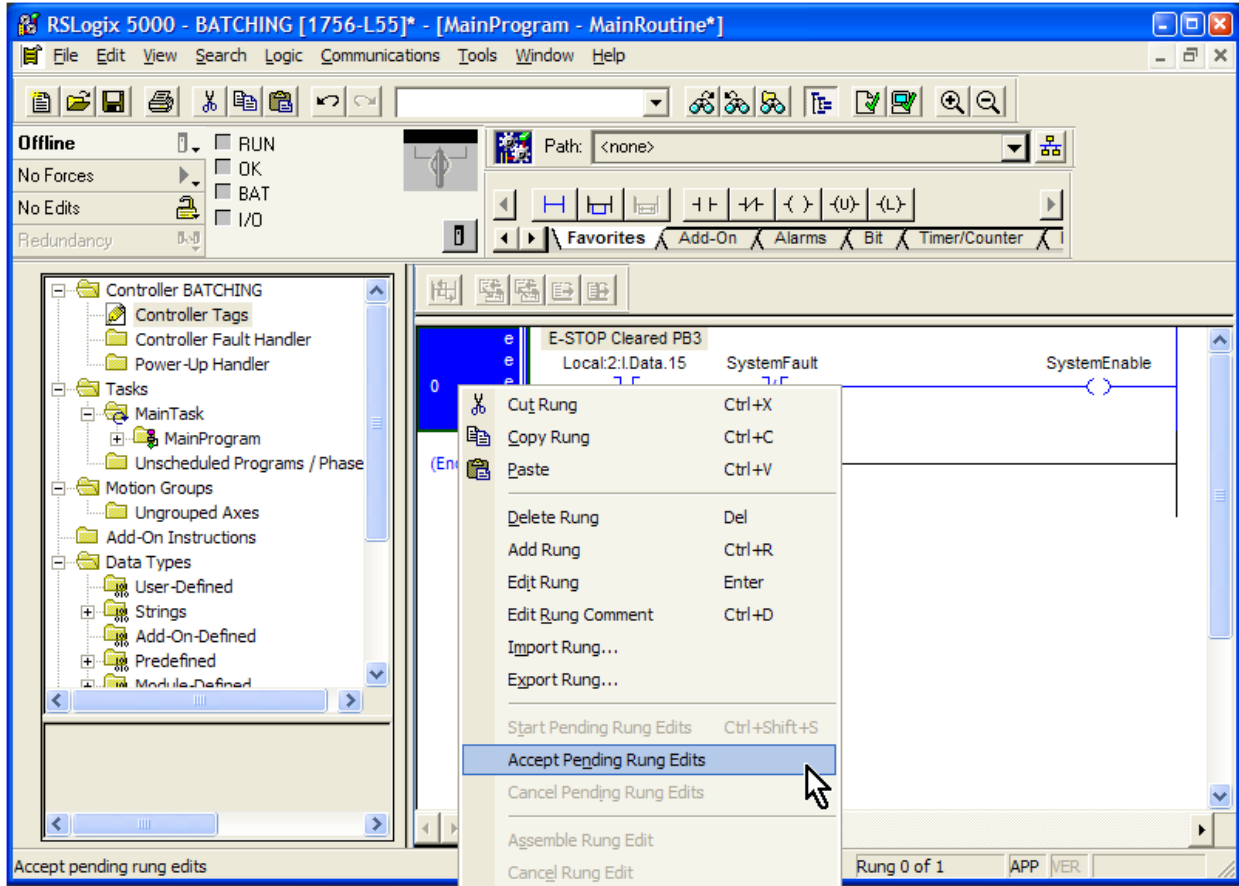 RSLogix 5000 - BATCHING [1756-L55]* - [MainProgram - MainRoutine*]
File Edit View Search Logic Communications Tools Window Help
Offline
RUN
Path: <none>
No Forces
OK
No Edits
BAT
I/O
Redundancy
Favorites Add-On Alarms Bit Timer/Counter
Controller BATCHING
Controller Tags
Controller Fault Handler
Power-Up Handler
Tasks
MainTask
MainProgram
Unscheduled Programs / Phase
Motion Groups
Ungrouped Axes
Add-On Instructions
Data Types
User-Defined
Strings
Add-On-Defined
Predefined
Module-Defined
e
e
e
0
E-STOP Cleared PB3
Local:2:I.Data.15 SystemFault SystemEnable
(En
Cut Rung Ctrl+X
Copy Rung Ctrl+C
Paste Ctrl+V
Delete Rung Del
Add Rung Ctrl+R
Edit Rung Enter
Edit Rung Comment Ctrl+D
Import Rung...
Export Rung...
Start Pending Rung Edits Ctrl+Shift+S
Accept Pending Rung Edits
Cancel Pending Rung Edits
Assemble Rung Edit
Cancel Rung Edit
Accept pending rung edits
Rung 0 of 1 APP VER